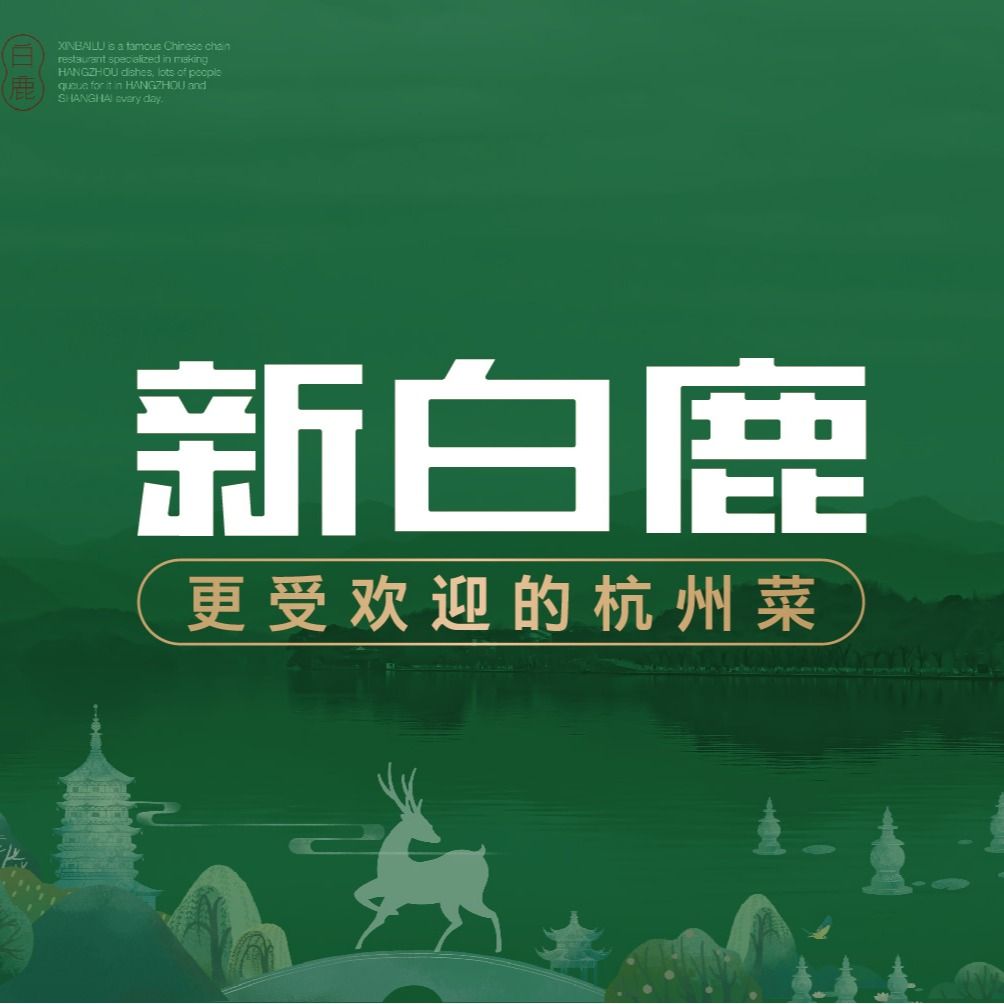 白
鹿
XINBAILU is a famous Chinese chain
restaurant specialized in making
HANGZHOU dishes, lots of people
queue for it in HANGZHOU and
SHANGHAI every day.
新白鹿
更受欢迎的杭州菜